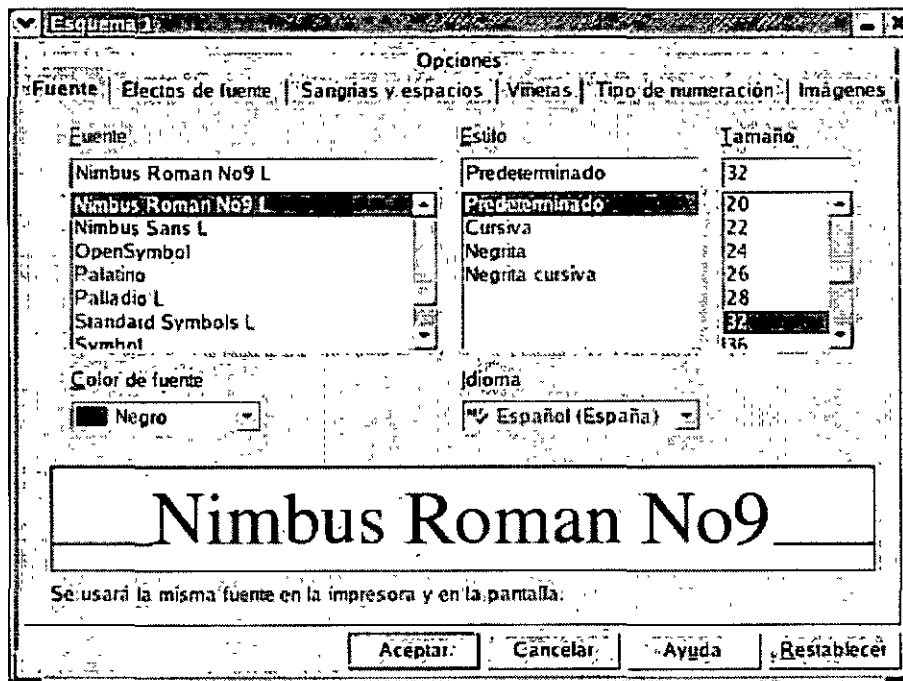 Esquema 1
Opciones
Fuente Efectos de fuente Sangrías y espacios Viñetas Tipo de numeración Imágenes
Fuente Estilo Tamaño
Nimbus Roman No9 L Predeterminado 32
Nimbus Roman No9 L Predeterminado 20
Nimbus Sans L Cursiva 22
OpenSymbol Negrita 24
Palatino Negrita cursiva 26
Palladio L 28
Standard Symbols L 32
Symbol 36
Color de fuente Idioma
Negro Español (España)
Nimbus Roman No9
Se usará la misma fuente en la impresora y en la pantalla.
Aceptar Cancelar Ayuda Restablecer